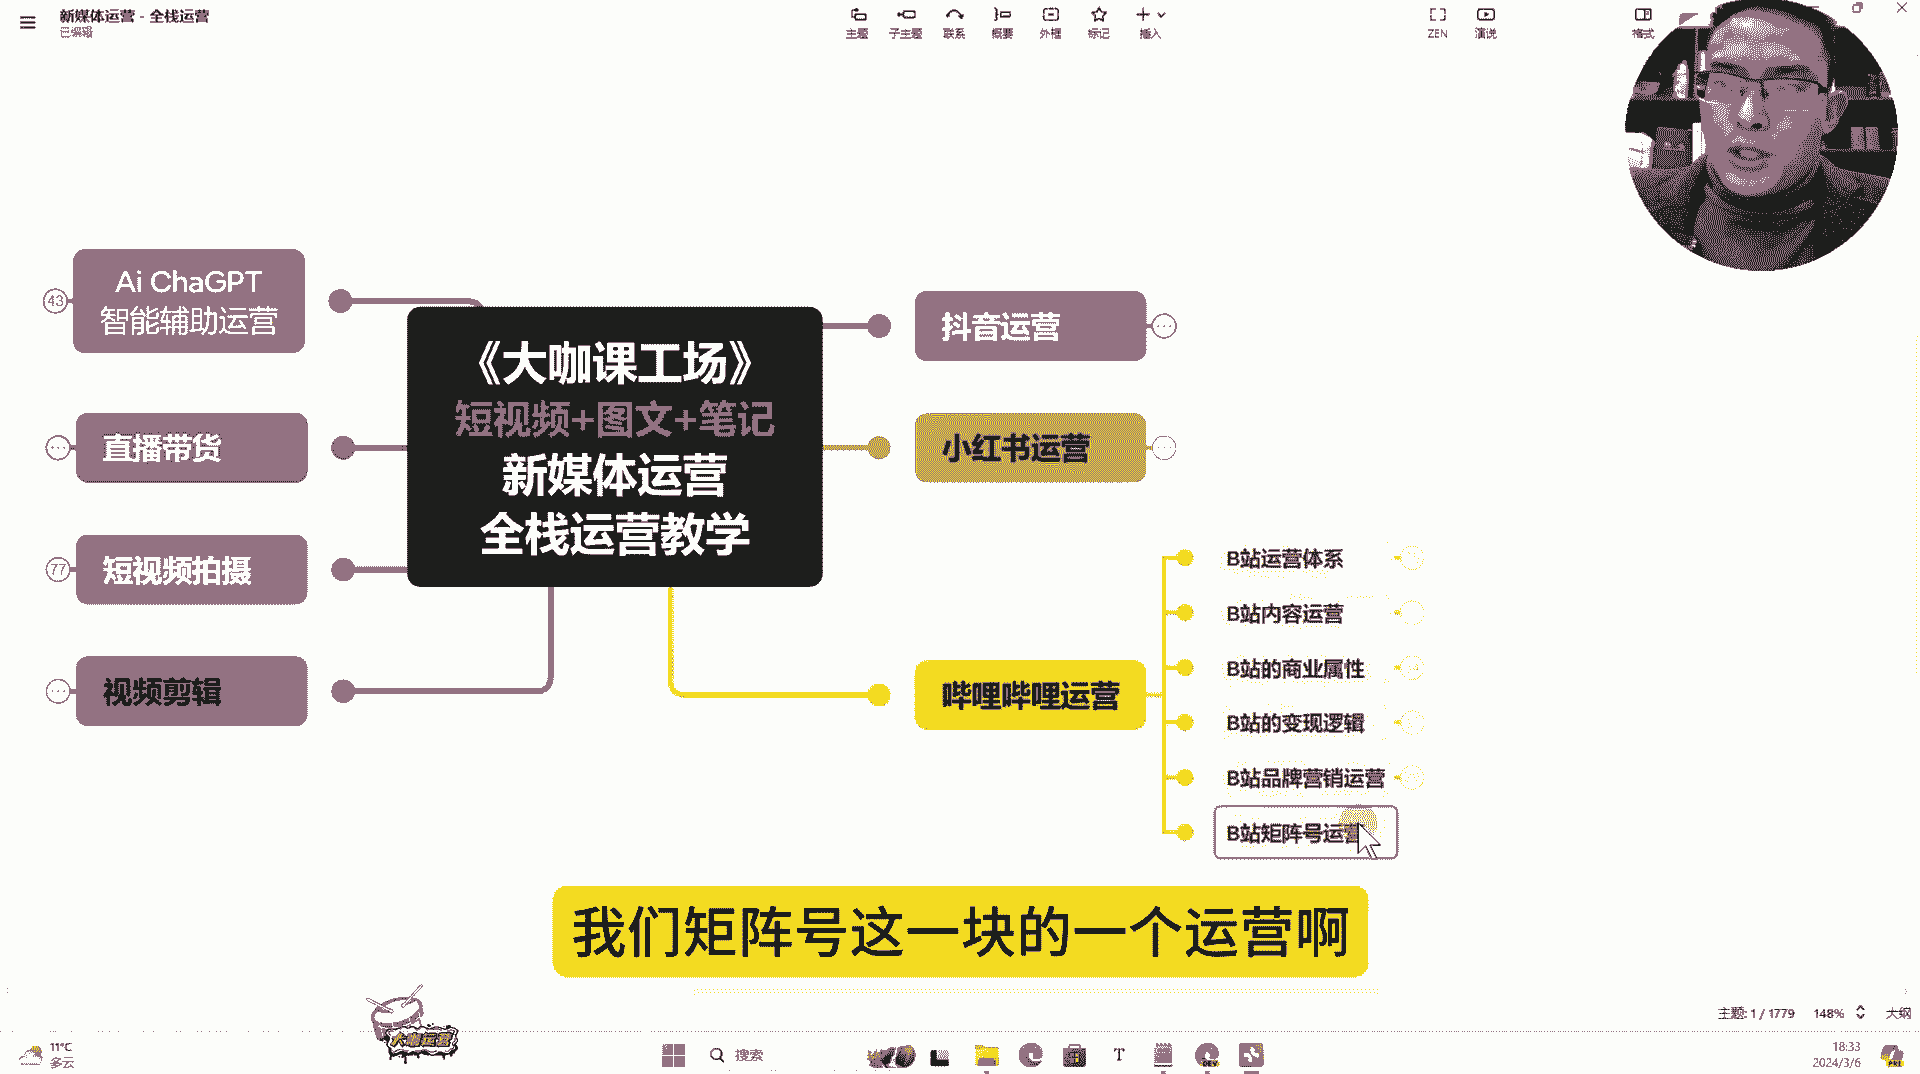 新媒体运营 - 全栈运营
已编辑
主题
子主题
联系
概要
外框
标记
插入
ZEN
演说
格式
43
Ai ChaGPT
智能辅助运营
直播带货
77
短视频拍摄
视频剪辑
《大咖课工场》
短视频+图文+笔记
新媒体运营
全栈运营教学
抖音运营
小红书运营
哔哩哔哩运营
B站运营体系
B站内容运营
B站的商业属性
B站的变现逻辑
B站品牌营销运营
B站矩阵号运营
我们矩阵号这一块的一个运营啊
大咖运营
主题: 1 / 1779
148%
大纲
11°C
多云
搜索
18:33
2024/3/6